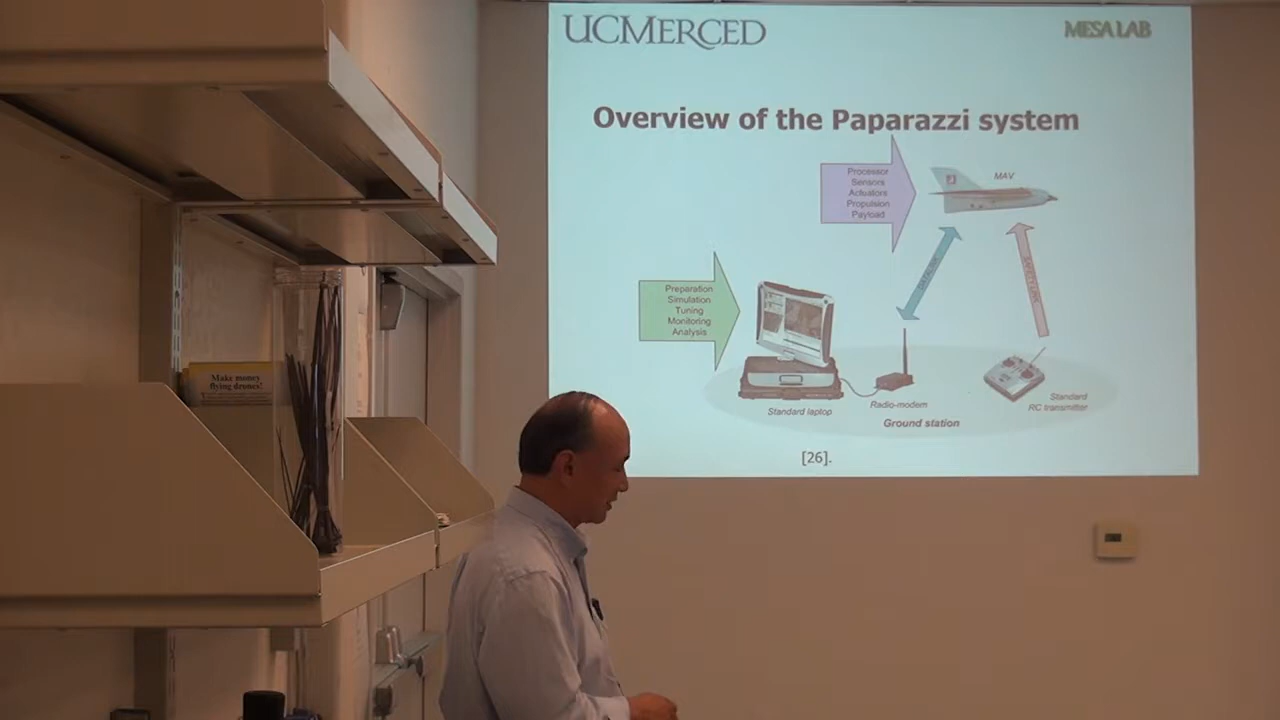 UCMERCED
MESA LAB
Overview of the Paparazzi system
Processor
Sensors
Actuators
Propulsion
Payload
MAV
Preparation
Simulation
Tuning
Monitoring
Analysis
Standard laptop
Radio-modem
Standard
RC transmitter
Ground station
[26].
Make money
flying drones!